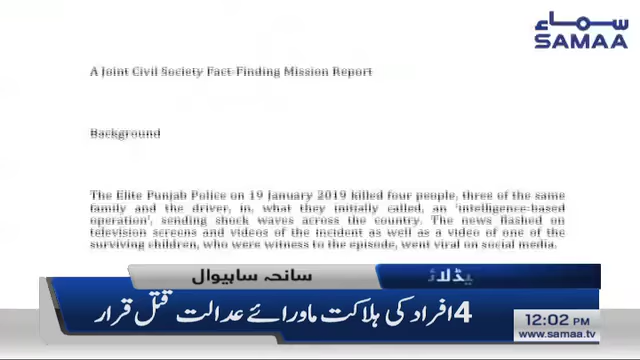 سماء
SAMAA
A Joint Civil Society Fact-Finding Mission Report
Background
The Elite Punjab Police on 19 January 2019 killed four people, three of the same
family and the driver, in, what they initially called, an 'intelligence-based
operation', sending shock waves across the country. The news flashed on
television screens and videos of the incident as well as a video of one of the
surviving children, who were witness to the episode, went viral on social media.
سانحہ ساہیوال
یڈلائ
4 افراد کی ہلاکت ماورائے عدالت قتل قرار
12:02 PM
www.samaa.tv